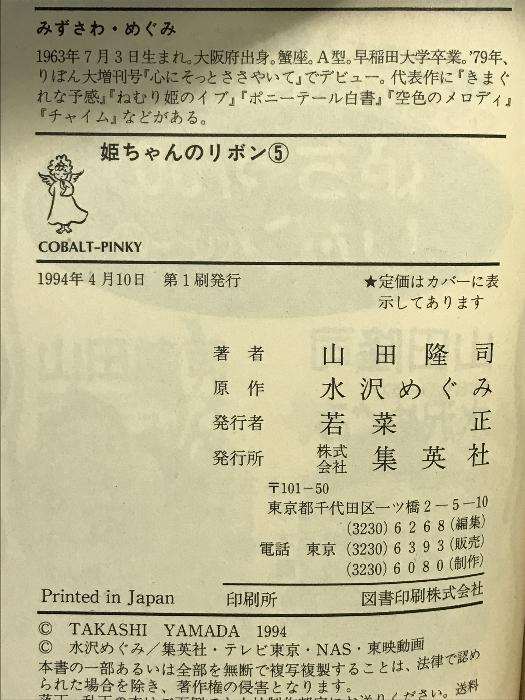 みずさわ・めぐみ
1963年7月3日生まれ。大阪府出身。蟹座。A型。早稲田大学卒業。'79年、
りぼん大増刊号『心にそっとささやいて』でデビュー。代表作に『きまぐ
れな予感』『ねむり姫のイブ』『ポニーテール白書』『空色のメロディ』
『チャイム』などがある。
姫ちゃんのリボン⑤
COBALT-PINKY
1994年4月10日 第1刷発行
★定価はカバーに表
示してあります
著者 山田隆司
原作 水沢めぐみ
発行者 若菜正
発行所 株式会社 集英社
〒101-50
東京都千代田区一ツ橋2-5-10
(3230)6268(編集)
電話 東京(3230)6393(販売)
(3230)6080(制作)
Printed in Japan 印刷所 図書印刷株式会社
© TAKASHI YAMADA 1994
© 水沢めぐみ/集英社・テレビ東京・NAS・東映動画
本書の一部あるいは全部を無断で複写複製することは、法律で認め
られた場合を除き、著作権の侵害となります。
送料